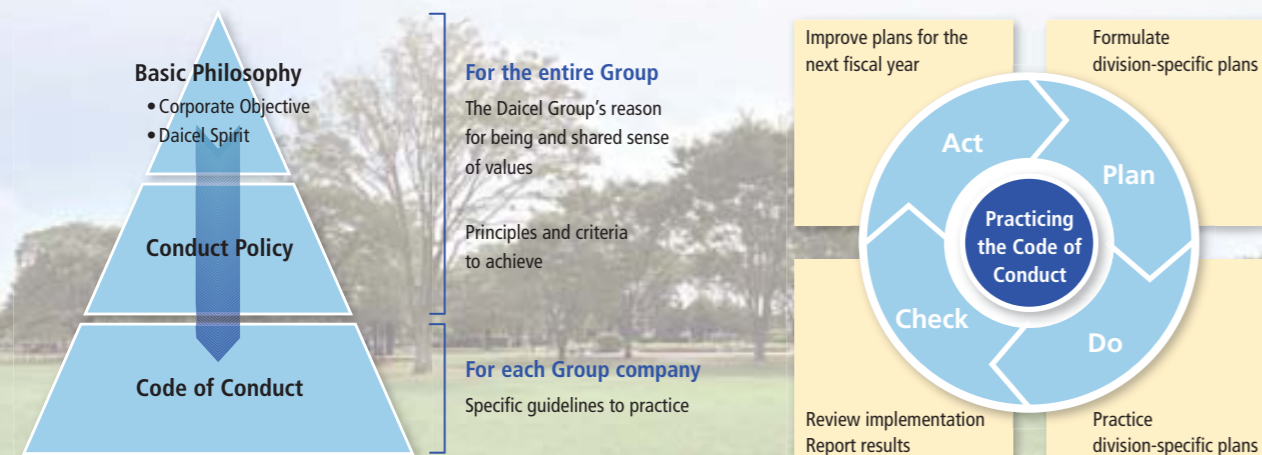 Basic Philosophy
• Corporate Objective
• Daicel Spirit
Conduct Policy
Code of Conduct
For the entire Group
The Daicel Group's reason
for being and shared sense
of values
Principles and criteria
to achieve
For each Group company
Specific guidelines to practice
Improve plans for the
next fiscal year
Formulate
division-specific plans
Act
Plan
Practicing
the Code of
Conduct
Check
Do
Review implementation
Report results
Practice
division-specific plans